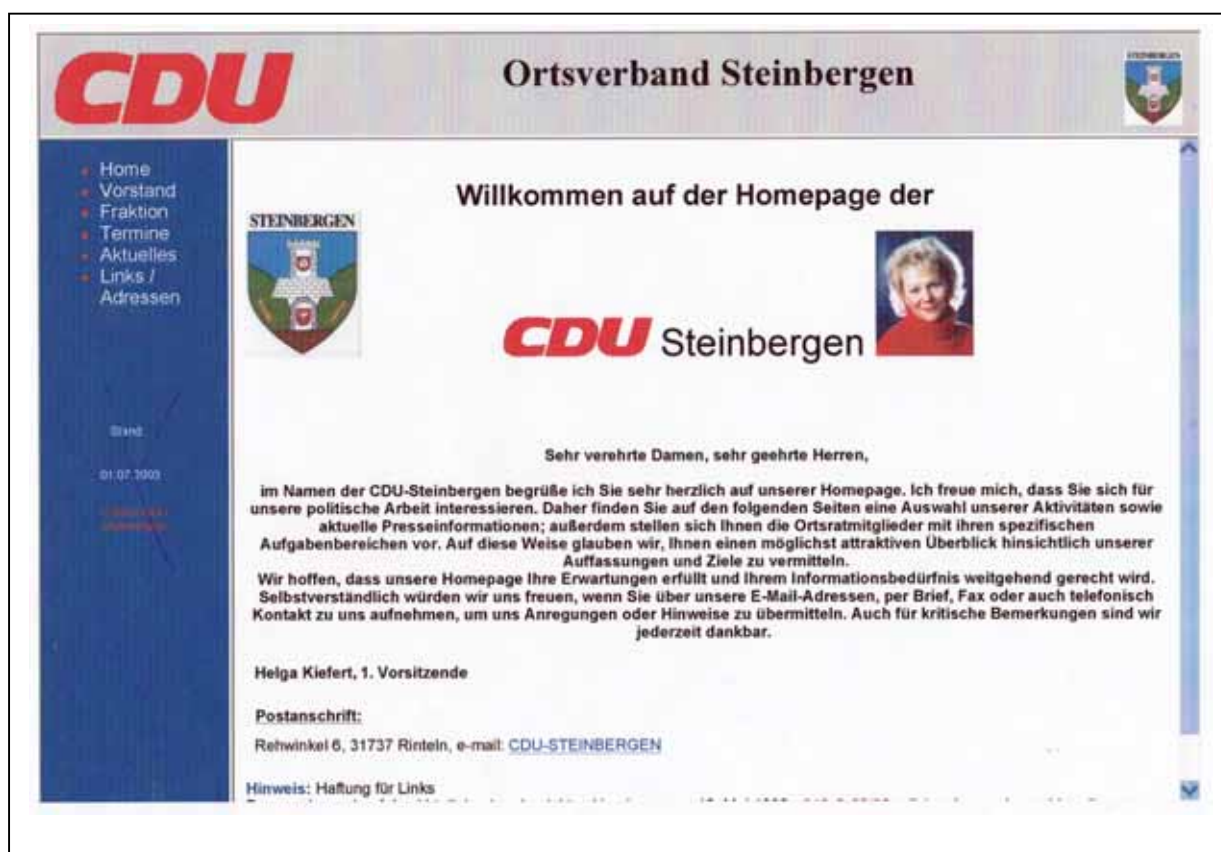 CDU
Ortsverband Steinbergen
STEINBERGEN
Home
Vorstand
Fraktion
Termine
Aktuelles
Links /
Adressen
Stand:
01.07.2003
Willkommen auf der Homepage der
STEINBERGEN
CDU Steinbergen
Sehr verehrte Damen, sehr geehrte Herren,
im Namen der CDU-Steinbergen begrüße ich Sie sehr herzlich auf unserer Homepage. Ich freue mich, dass Sie sich für
unsere politische Arbeit interessieren. Daher finden Sie auf den folgenden Seiten eine Auswahl unserer Aktivitäten sowie
aktuelle Presseinformationen; außerdem stellen sich Ihnen die Ortsratmitglieder mit ihren spezifischen
Aufgabenbereichen vor. Auf diese Weise glauben wir, Ihnen einen möglichst attraktiven Überblick hinsichtlich unserer
Auffassungen und Ziele zu vermitteln.
Wir hoffen, dass unsere Homepage Ihre Erwartungen erfüllt und Ihrem Informationsbedürfnis weitgehend gerecht wird.
Selbstverständlich würden wir uns freuen, wenn Sie über unsere E-Mail-Adressen, per Brief, Fax oder auch telefonisch
Kontakt zu uns aufnehmen, um uns Anregungen oder Hinweise zu übermitteln. Auch für kritische Bemerkungen sind wir
jederzeit dankbar.
Helga Kiefert, 1. Vorsitzende
Postanschrift:
Rehwinkel 6, 31737 Rinteln, e-mail: CDU-STEINBERGEN
Hinweis: Haftung für Links